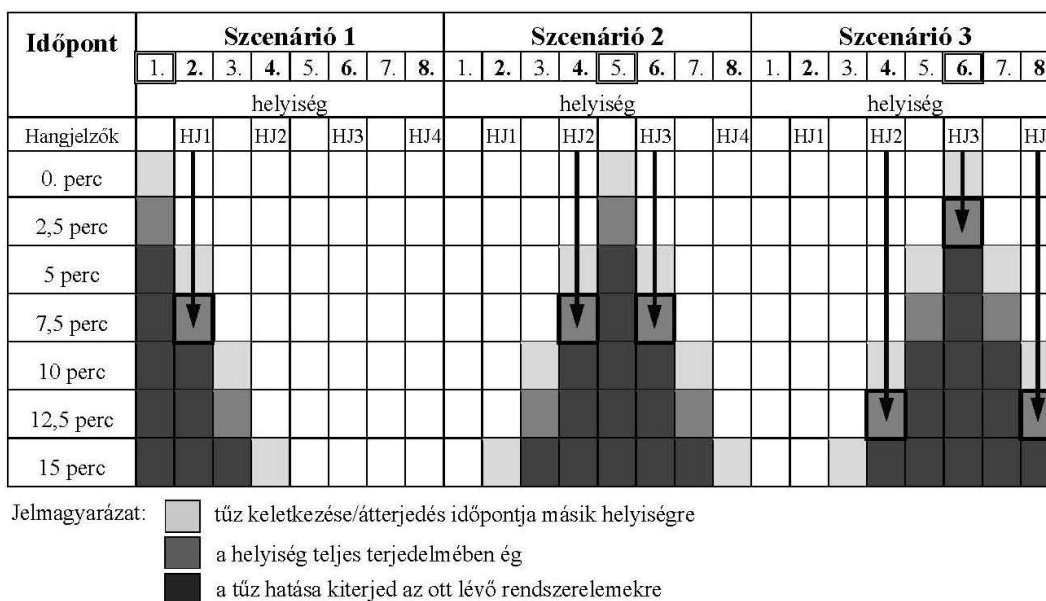 Időpont Szcenárió 1 Szcenárió 2 Szcenárió 3
1. 2. 3. 4. 5. 6. 7. 8. 1. 2. 3. 4. 5. 6. 7. 8. 1. 2. 3. 4. 5. 6. 7. 8
helyiség helyiség helyiség
Hangjelzők HJ1 HJ2 HJ3 HJ4 HJ1 HJ2 HJ3 HJ4 HJ1 HJ2 HJ3 HJ
0. perc
2,5 perc
5 perc
7,5 perc
10 perc
12,5 perc
15 perc
Jelmagyarázat: tűz keletkezése/átterjedés időpontja másik helyiségre
a helyiség teljes terjedelmében ég
a tűz hatása kiterjed az ott lévő rendszerelemekre